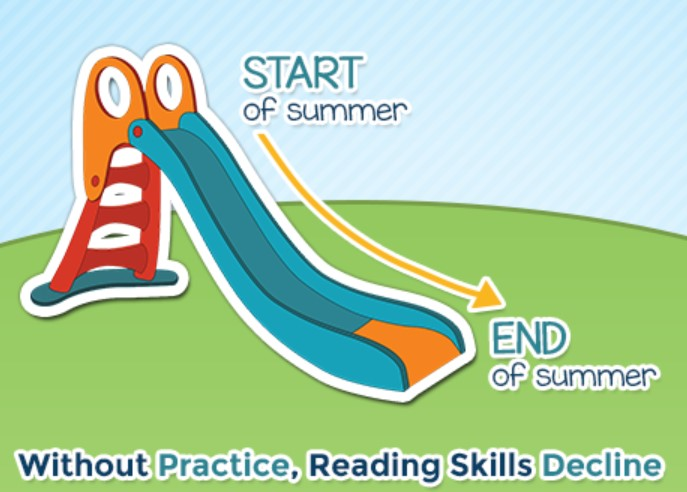 START
of summer
END
of summer
Without Practice, Reading Skills Decline